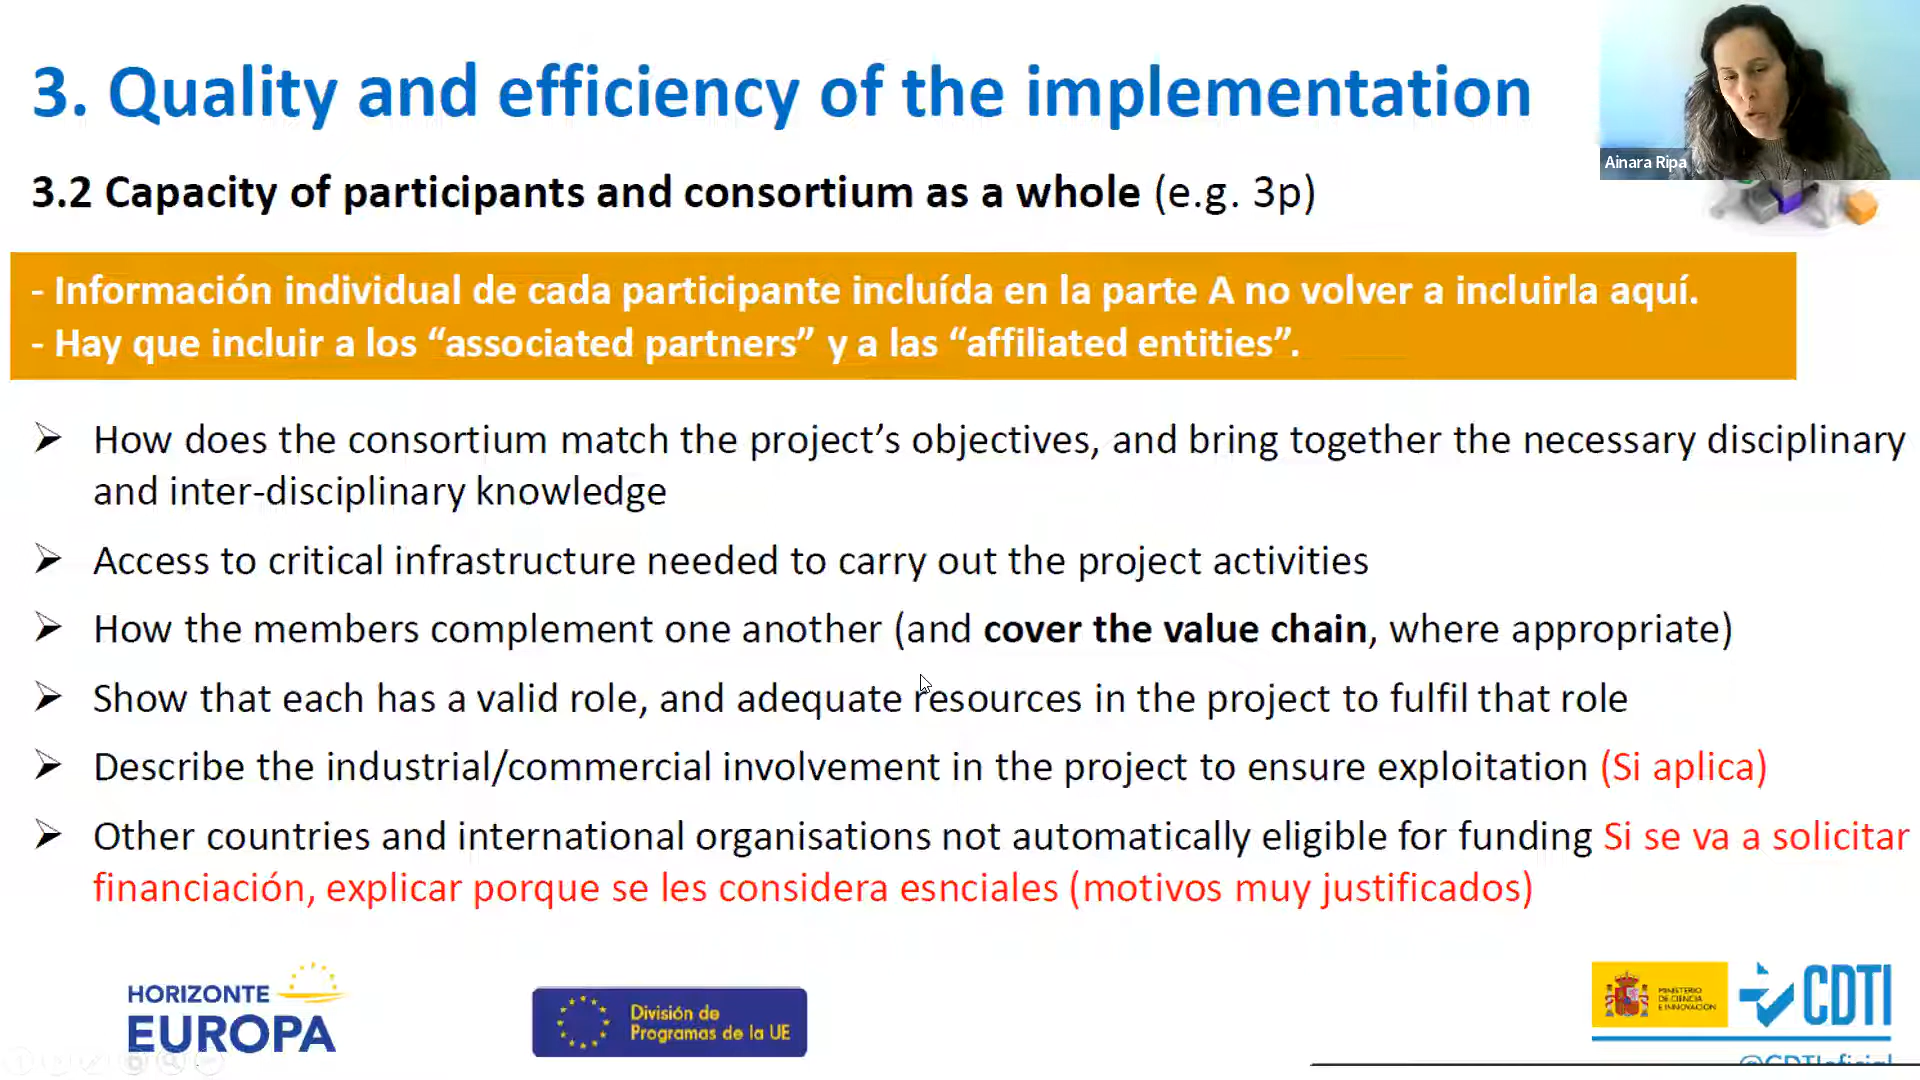 3. Quality and efficiency of the implementation
Ainara Ripa
3.2 Capacity of participants and consortium as a whole (e.g. 3p)
- Información individual de cada participante incluída en la parte A no volver a incluirla aquí.
- Hay que incluir a los “associated partners” y a las “affiliated entities”.
➢ How does the consortium match the project’s objectives, and bring together the necessary disciplinary
and inter-disciplinary knowledge
➢ Access to critical infrastructure needed to carry out the project activities
➢ How the members complement one another (and cover the value chain, where appropriate)
➢ Show that each has a valid role, and adequate resources in the project to fulfil that role
➢ Describe the industrial/commercial involvement in the project to ensure exploitation (Si aplica)
➢ Other countries and international organisations not automatically eligible for funding Si se va a solicitar
financiación, explicar porque se les considera esnciales (motivos muy justificados)
HORIZONTE
EUROPA
División de
Programas de la UE
MINISTERIO
DE CIENCIA
E INNOVACIÓN
CDTI
@CDTIoficial